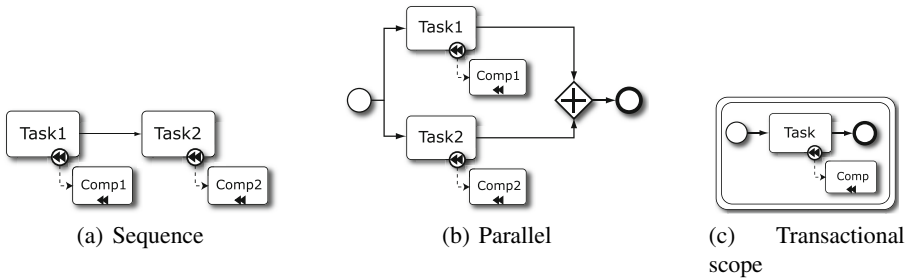 Task1
Task2
Comp1
Comp2
(a) Sequence
Task1
Comp1
Task2
Comp2
(b) Parallel
Task
Comp
(c) Transactional
scope